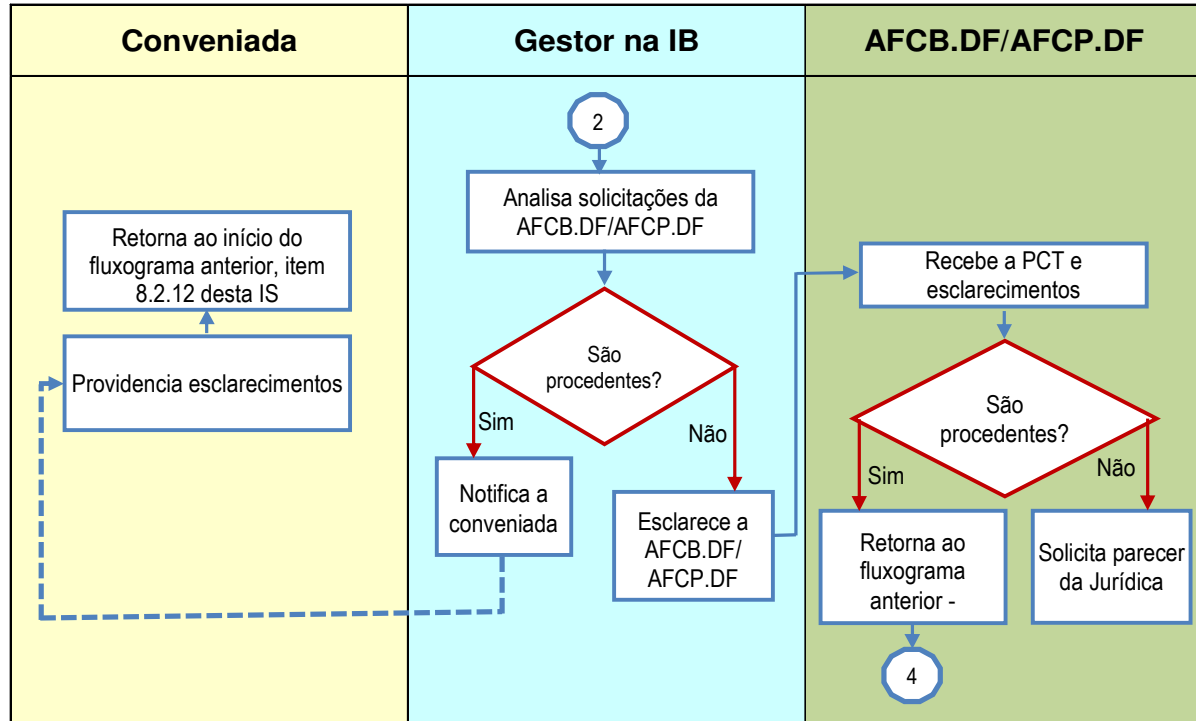 Conveniada
Gestor na IB
AFCB.DF/AFCP.DF
2
Analisa solicitações da
AFCB.DF/AFCP.DF
Retorna ao início do
fluxograma anterior, item
8.2.12 desta IS
Recebe a PCT e
esclarecimentos
Providencia esclarecimentos
São
procedentes?
Sim
Não
São
procedentes?
Sim
Não
Notifica a
conveniada
Esclarece a
AFCB.DF/
AFCP.DF
Retorna ao
fluxograma
anterior -
Solicita parecer
da Jurídica
4